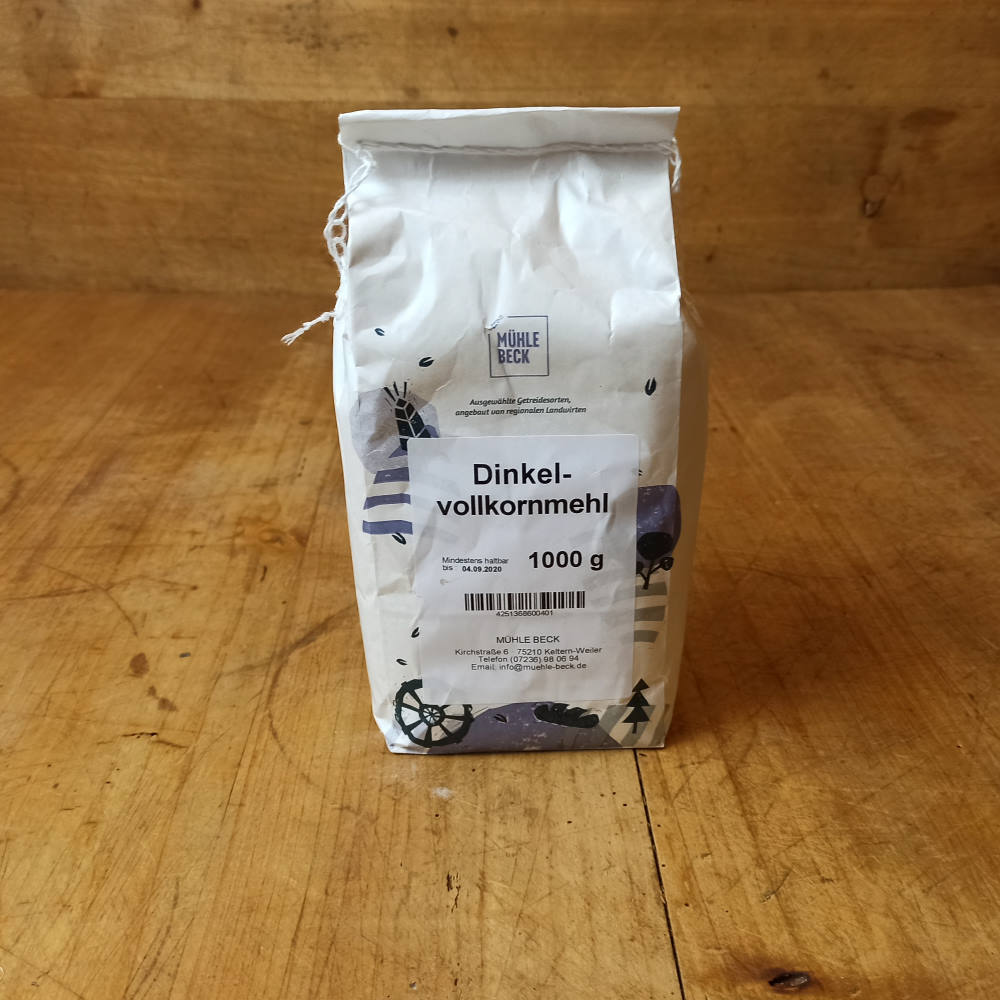 MÜHLE
BECK
Ausgewählte Getreidesorten,
angebaut von regionalen Landwirten
Dinkel-
vollkornmehl
Mindestens haltbar
bis 04.09.2020
1000 g
4251368600401
MÜHLE BECK
Kirchstraße 6 75210 Keltern-Weiler
Telefon (07236) 98 06 94
Email: info@muehle-beck.de